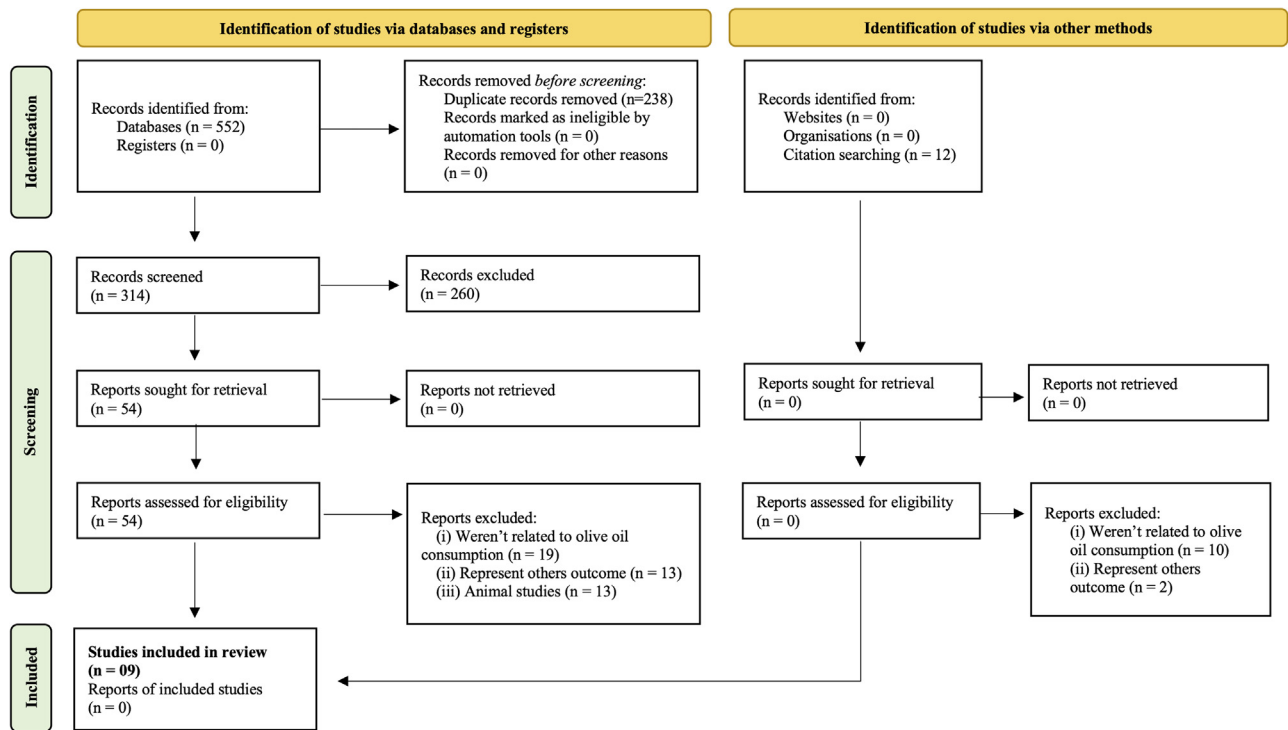 Identification of studies via databases and registers
Identification of studies via other methods
Identification
Records identified from:
Databases (n = 552)
Registers (n = 0)
Records removed before screening:
Duplicate records removed (n=238)
Records marked as ineligible by
automation tools (n = 0)
Records removed for other reasons
(n = 0)
Records identified from:
Websites (n = 0)
Organisations (n = 0)
Citation searching (n = 12)
Screening
Records screened
(n = 314)
Records excluded
(n = 260)
Reports sought for retrieval
(n = 54)
Reports not retrieved
(n = 0)
Reports sought for retrieval
(n = 0)
Reports not retrieved
(n = 0)
Reports assessed for eligibility
(n = 54)
Reports excluded:
(i) Weren't related to olive oil
consumption (n = 19)
(ii) Represent others outcome (n = 13)
(iii) Animal studies (n = 13)
Reports assessed for eligibility
(n = 0)
Reports excluded:
(i) Weren't related to olive
oil consumption (n = 10)
(ii) Represent others
outcome (n = 2)
Included
Studies included in review
(n = 09)
Reports of included studies
(n = 0)